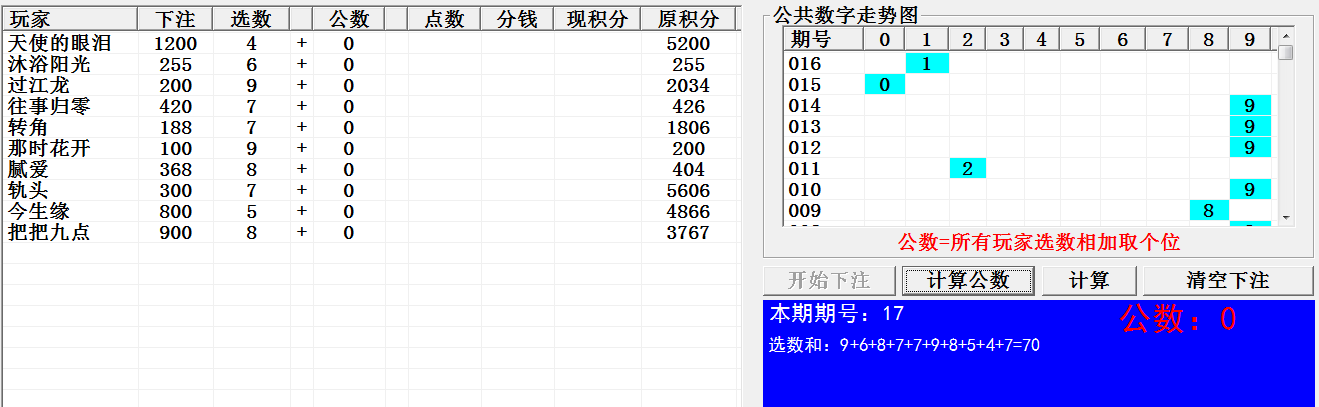 玩家 下注 选数 公数 点数 分钱 现积分 原积分
天使的眼泪 1200 4 + 0 5200
沐浴阳光 255 6 + 0 255
过江龙 200 9 + 0 2034
往事归零 420 7 + 0 426
转角 188 7 + 0 1806
那时花开 100 9 + 0 200
腻爱 368 8 + 0 404
轨头 300 7 + 0 5606
今生缘 800 5 + 0 4866
把把九点 900 8 + 0 3767
公共数字走势图
期号 0 1 2 3 4 5 6 7 8 9
016 1
015 0
014 9
013 9
012 9
011 2
010 9
009 8
公数=所有玩家选数相加取个位
开始下注 计算公数 计算 清空下注
本期期号：17 公数：0
选数和：9+6+8+7+7+9+8+5+4+7=70